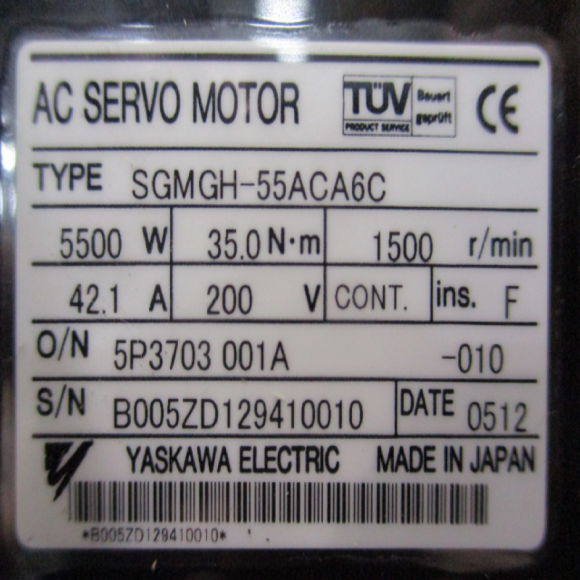 AC SERVO MOTOR TÜV PRODUCT SERVICE Bauart geprüft CE
TYPE SGMGH-55ACA6C
5500 W 35.0 N·m 1500 r/min
42.1 A 200 V CONT. ins. F
O/N 5P3703 001A -010
S/N B005ZD129410010 DATE 0512
YASKAWA ELECTRIC MADE IN JAPAN
*B005ZD129410010*